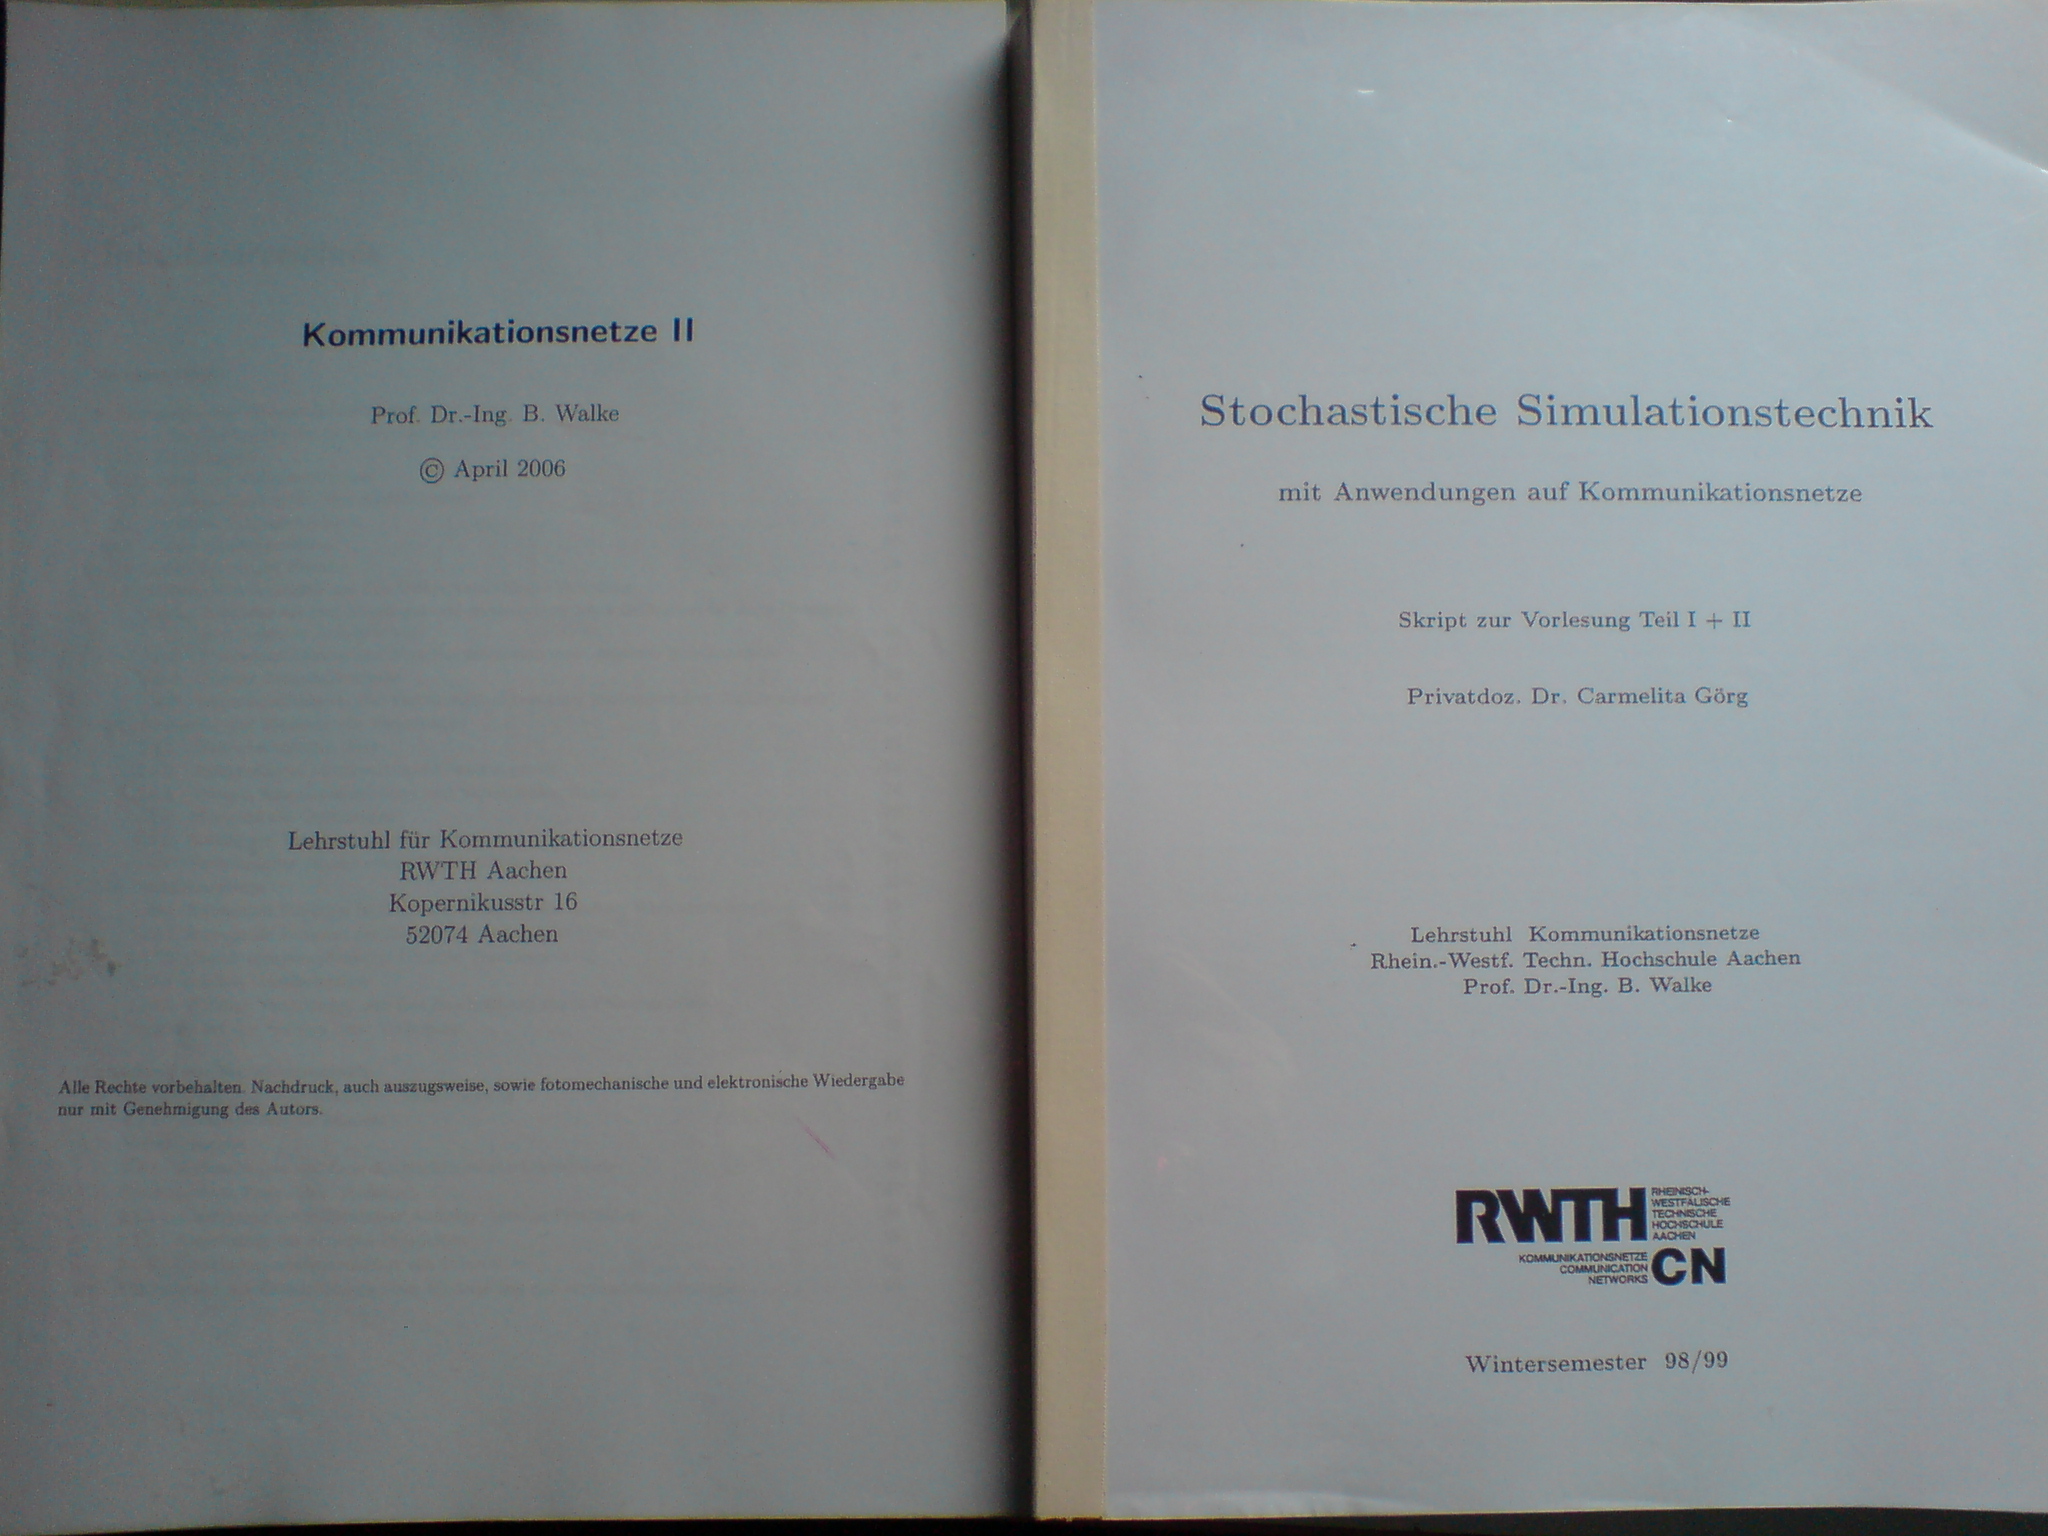 Kommunikationsnetze II
Prof. Dr.-Ing. B. Walke
© April 2006
Lehrstuhl für Kommunikationsnetze
RWTH Aachen
Kopernikusstr 16
52074 Aachen
Alle Rechte vorbehalten. Nachdruck, auch auszugsweise, sowie fotomechanische und elektronische Wiedergabe
nur mit Genehmigung des Autors.
Stochastische Simulationstechnik
mit Anwendungen auf Kommunikationsnetze
Skript zur Vorlesung Teil I + II
Privatdoz. Dr. Carmelita Görg
Lehrstuhl Kommunikationsnetze
Rhein.-Westf. Techn. Hochschule Aachen
Prof. Dr.-Ing. B. Walke
RWTH
RHEINISCH-
WESTFÄLISCHE
TECHNISCHE
HOCHSCHULE
AACHEN
KOMMUNIKATIONSNETZE
COMMUNICATION
NETWORKS
CN
Wintersemester 98/99